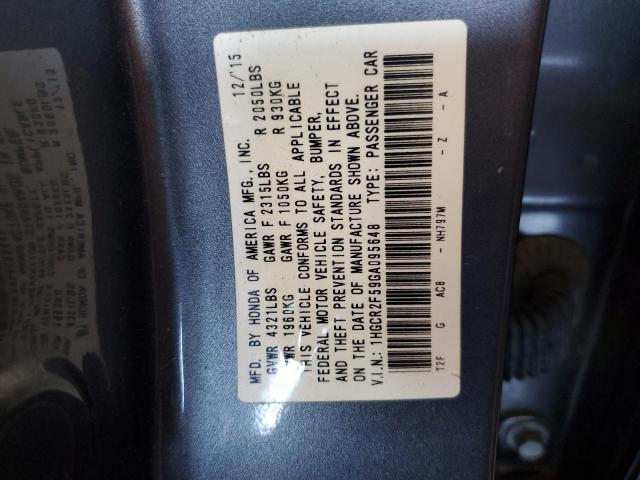 MFD. BY HONDA OF AMERICA MFG., INC. 12/15
GVWR 4321LBS GAWR F 2315LBS R 2050LBS
GVWR 1960KG GAWR F 1050KG R 930KG
THIS VEHICLE CONFORMS TO ALL APPLICABLE
FEDERAL MOTOR VEHICLE SAFETY, BUMPER,
AND THEFT PREVENTION STANDARDS IN EFFECT
ON THE DATE OF MANUFACTURE SHOWN ABOVE.
V.I.N.: 1HGCR2F59GA095648 TYPE: PASSENGER CAR
T2F G AC8 - NH797M - Z - A